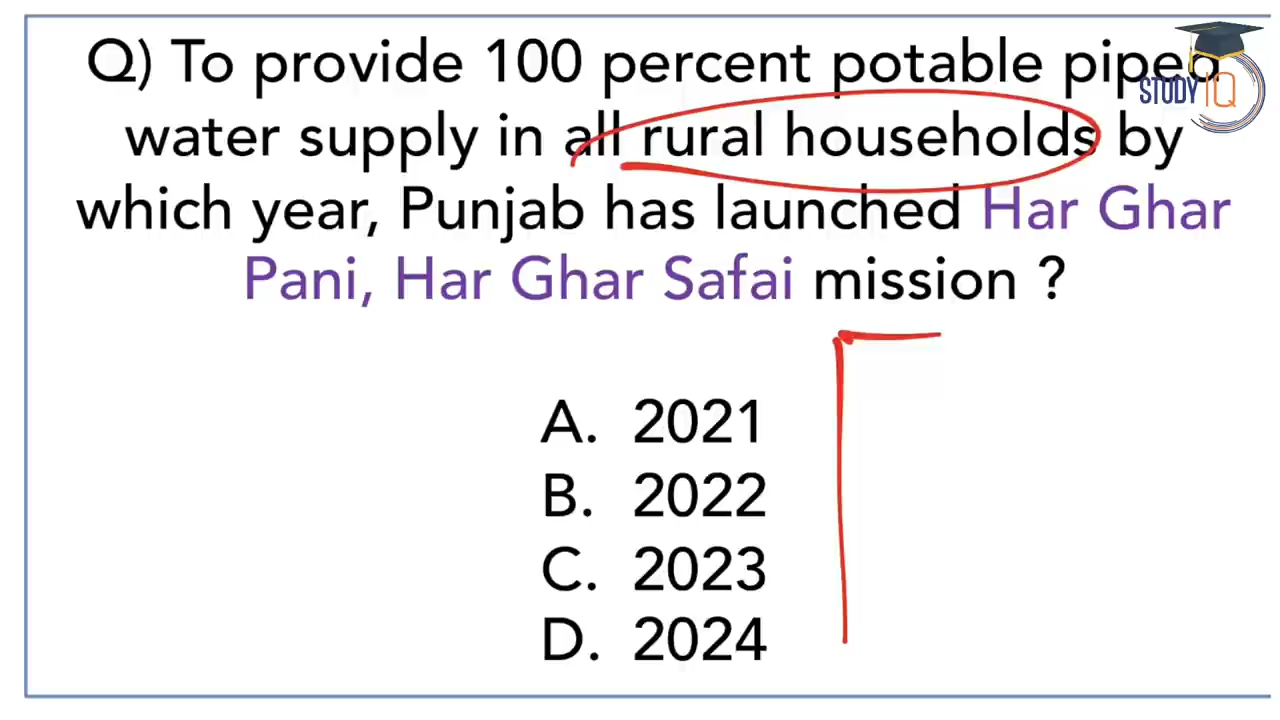 Q) To provide 100 percent potable piped
water supply in all rural households by
which year, Punjab has launched Har Ghar
Pani, Har Ghar Safai mission ?
A. 2021
B. 2022
C. 2023
D. 2024
STUDY IQ